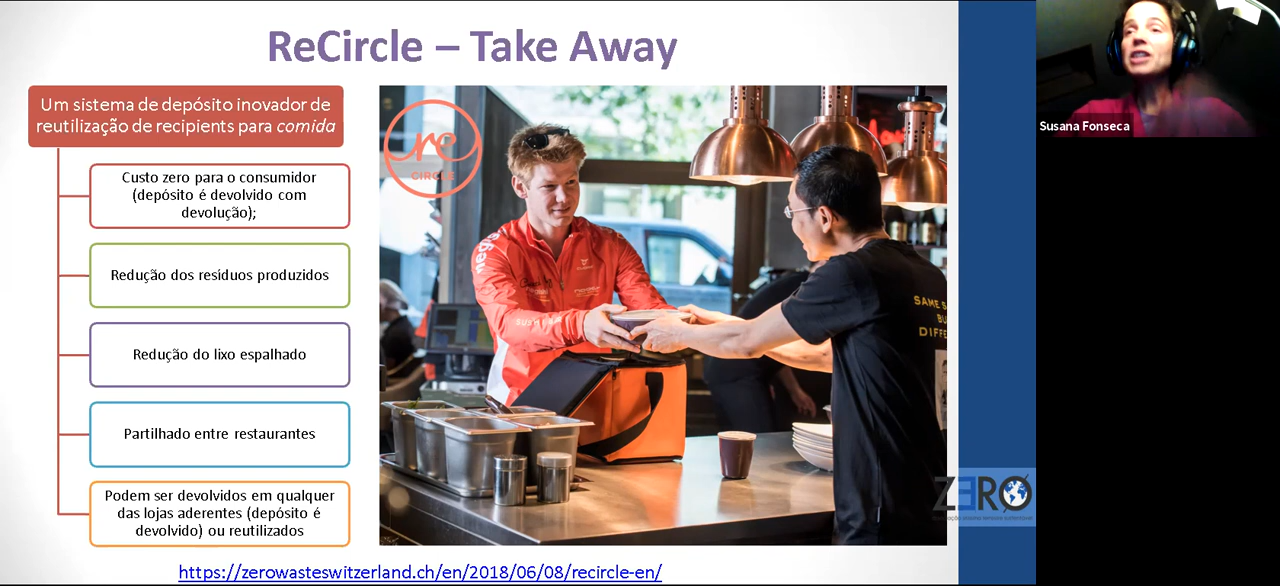 ReCircle – Take Away
Um sistema de depósito inovador de
reutilização de recipients para comida
Custo zero para o consumidor
(depósito é devolvido com
devolução);
Redução dos resíduos produzidos
Redução do lixo espalhado
Partilhado entre restaurantes
Podem ser devolvidos em qualquer
das lojas aderentes (depósito é
devolvido) ou reutilizados
https://zerowasteswitzerland.ch/en/2018/06/08/recircle-en/
re
CIRCLE
SAME
ZERO
Susana Fonseca